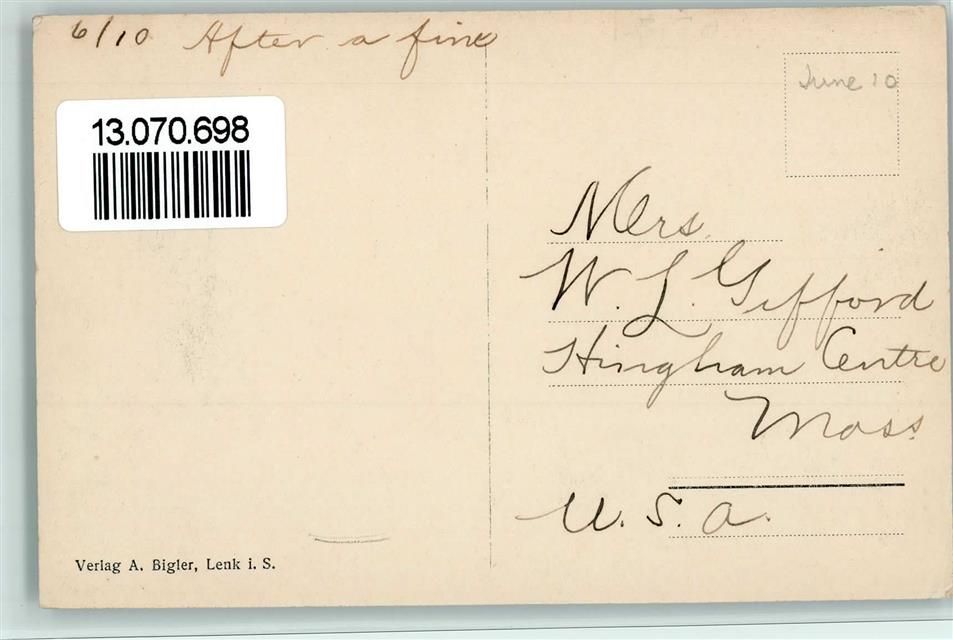 6/10 After a fine
June 10
13.070.698
Mrs.
W. L. Gifford
Hingham Centre
Mass.
U. S. A.
Verlag A. Bigler, Lenk i. S.